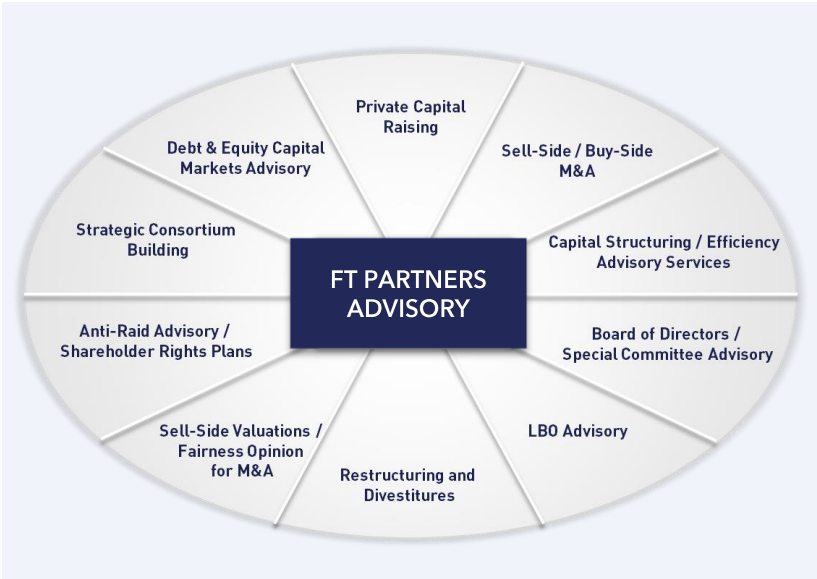 Private Capital
Raising
Sell-Side / Buy-Side
M&A
Capital Structuring / Efficiency
Advisory Services
Board of Directors /
Special Committee Advisory
LBO Advisory
Restructuring and
Divestitures
Sell-Side Valuations /
Fairness Opinion
for M&A
Anti-Raid Advisory /
Shareholder Rights Plans
Strategic Consortium
Building
Debt & Equity Capital
Markets Advisory
FT PARTNERS
ADVISORY